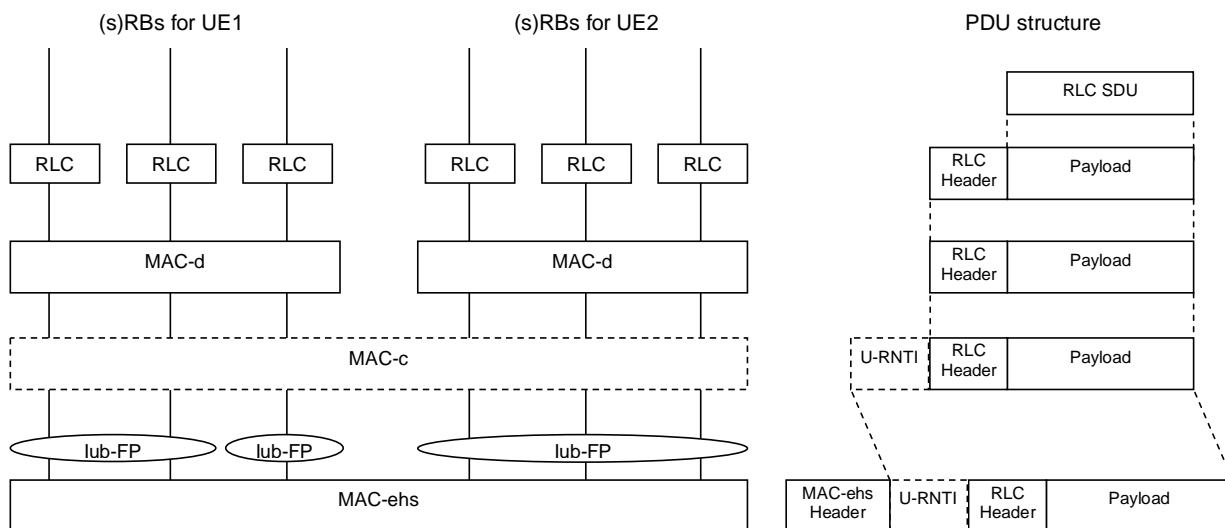 (s)RBs for UE1
(s)RBs for UE2
PDU structure
RLC SDU
RLC
RLC
RLC
RLC
RLC
RLC
RLC
Header
Payload
MAC-d
MAC-d
RLC
Header
Payload
MAC-c
U-RNTI
RLC
Header
Payload
Iub-FP
Iub-FP
Iub-FP
MAC-ehs
MAC-ehs
Header
U-RNTI
RLC
Header
Payload